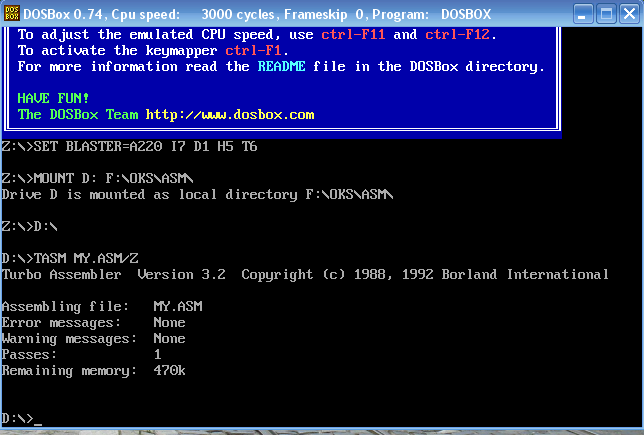 DOSBox 0.74, Cpu speed:    3000 cycles, Frameskip  0, Program:   DOSBOX
DOS
BOX
To adjust the emulated CPU speed, use ctrl-F11 and ctrl-F12.
To activate the keymapper ctrl-F1.
For more information read the README file in the DOSBox directory.
HAVE FUN!
The DOSBox Team http://www.dosbox.com
Z:\>SET BLASTER=A220 I7 D1 H5 T6
Z:\>MOUNT D: F:\OKS\ASM\
Drive D is mounted as local directory F:\OKS\ASM\
Z:\>D:\
D:\>TASM MY.ASM/Z
Turbo Assembler  Version 3.2  Copyright (c) 1988, 1992 Borland International
Assembling file:   MY.ASM
Error messages:    None
Warning messages:  None
Passes:            1
Remaining memory:  470k
D:\>_